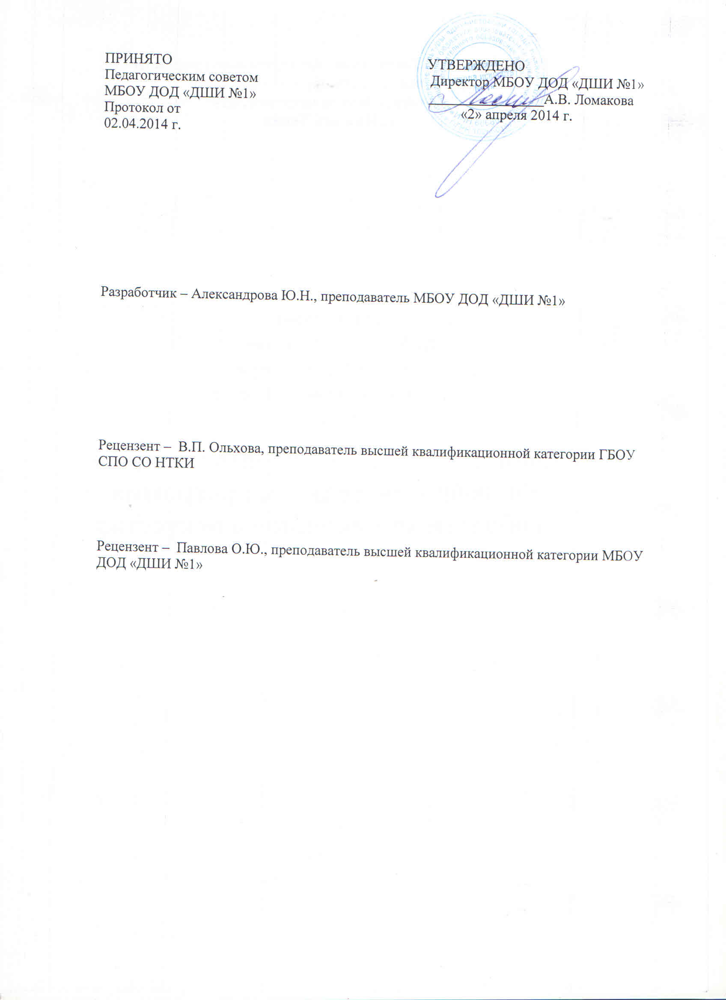 ПРИНЯТО
Педагогическим советом
МБОУ ДОД «ДШИ №1»
Протокол от
02.04.2014 г.
УТВЕРЖДЕНО
Директор МБОУ ДОД «ДШИ №1»
А.В. Ломакова
«2» апреля 2014 г.
Разработчик – Александрова Ю.Н., преподаватель МБОУ ДОД «ДШИ №1»
Рецензент – В.П. Ольхова, преподаватель высшей квалификационной категории ГБОУ
СПО СО НТКИ
Рецензент – Павлова О.Ю., преподаватель высшей квалификационной категории МБОУ
ДОД «ДШИ №1»